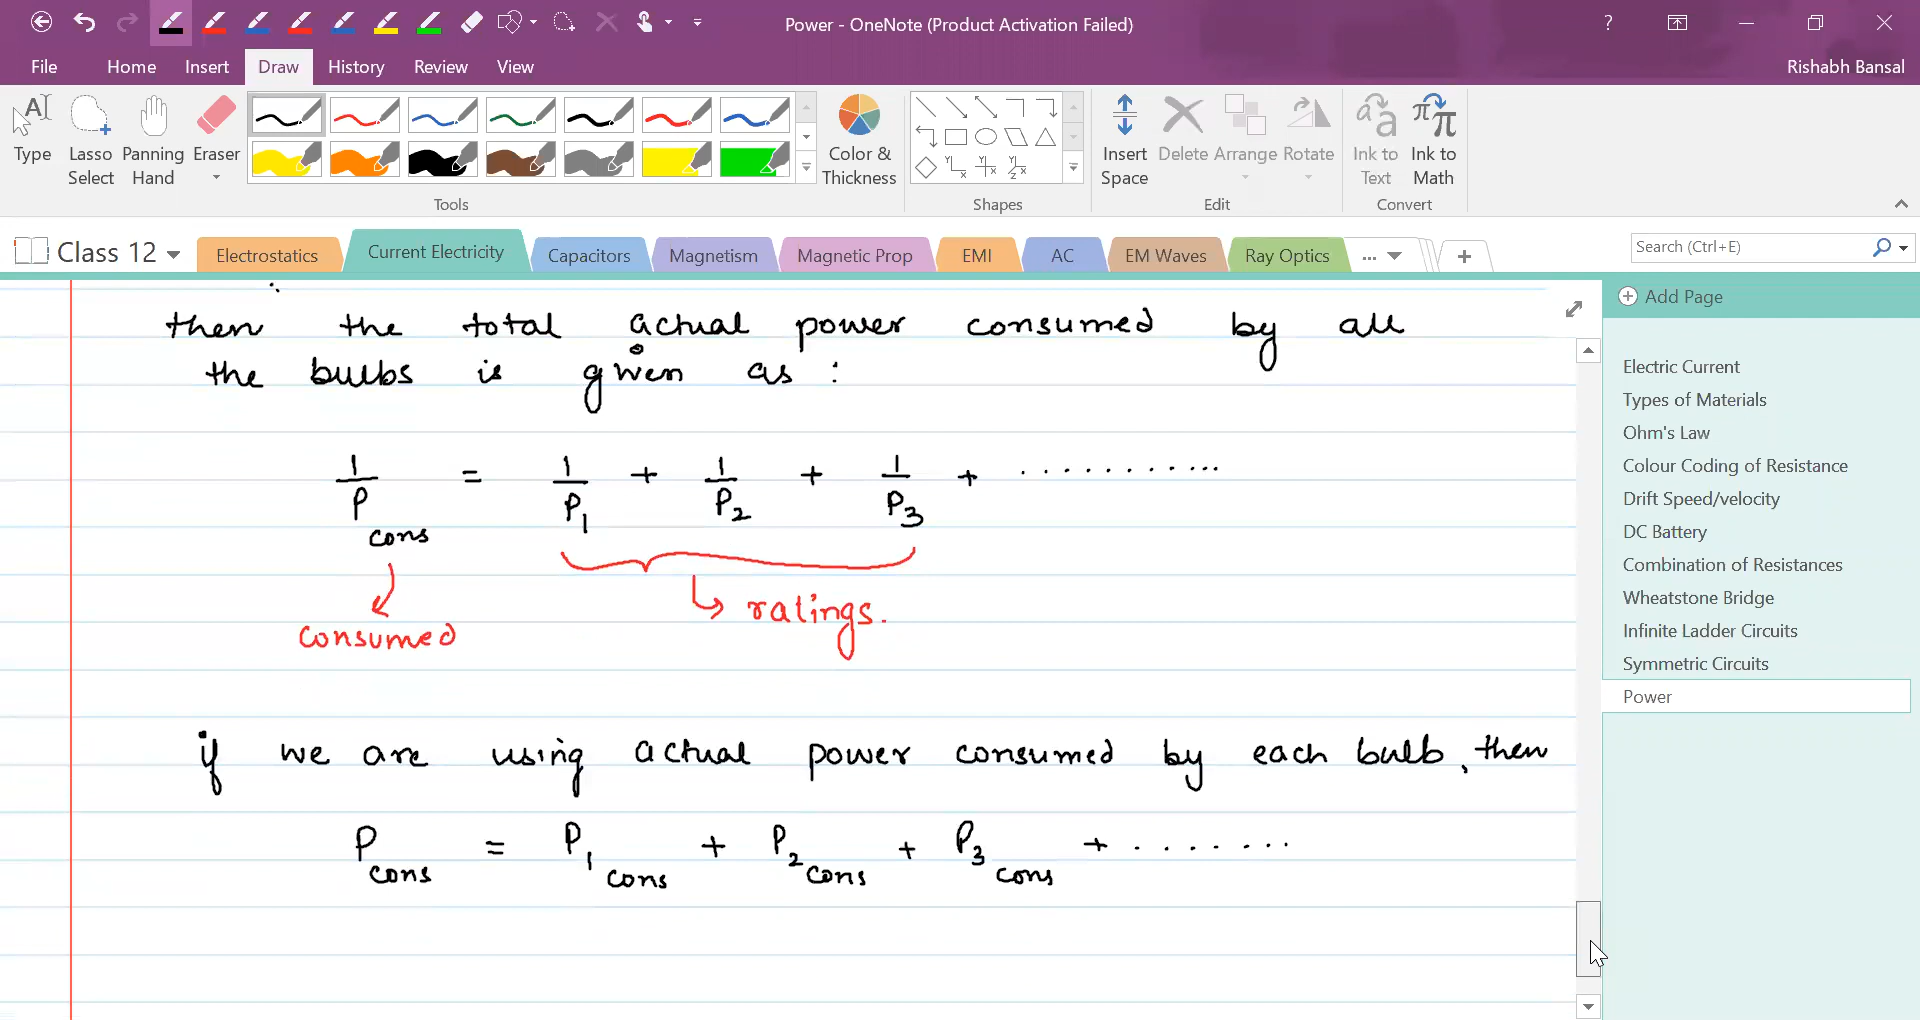 Power - OneNote (Product Activation Failed)
?
File Home Insert Draw History Review View
Rishabh Bansal
Type
Lasso Select
Panning Hand
Eraser
Color & Thickness
Insert Space
Delete
Arrange
Rotate
Ink to Text
Ink to Math
Tools
Shapes
Edit
Convert
Class 12
Electrostatics
Current Electricity
Capacitors
Magnetism
Magnetic Prop
EMI
AC
EM Waves
Ray Optics
...
+
Search (Ctrl+E)
Add Page
Electric Current
Types of Materials
Ohm's Law
Colour Coding of Resistance
Drift Speed/velocity
DC Battery
Combination of Resistances
Wheatstone Bridge
Infinite Ladder Circuits
Symmetric Circuits
Power
then the total actual power consumed by all
the bulbs is given as :
1/P cons = 1/P1 + 1/P2 + 1/P3 + ...........
consumed
ratings.
if we are using actual power consumed by each bulb, then
P cons = P1 cons + P2 cons + P3 cons + ........